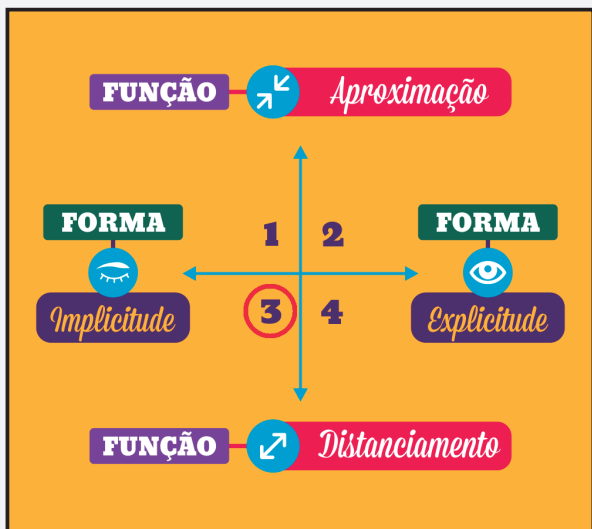 FUNÇÃO Aproximação
FORMA FORMA
1 2
Implicitude 3 4 Explicitude
FUNÇÃO Distanciamento